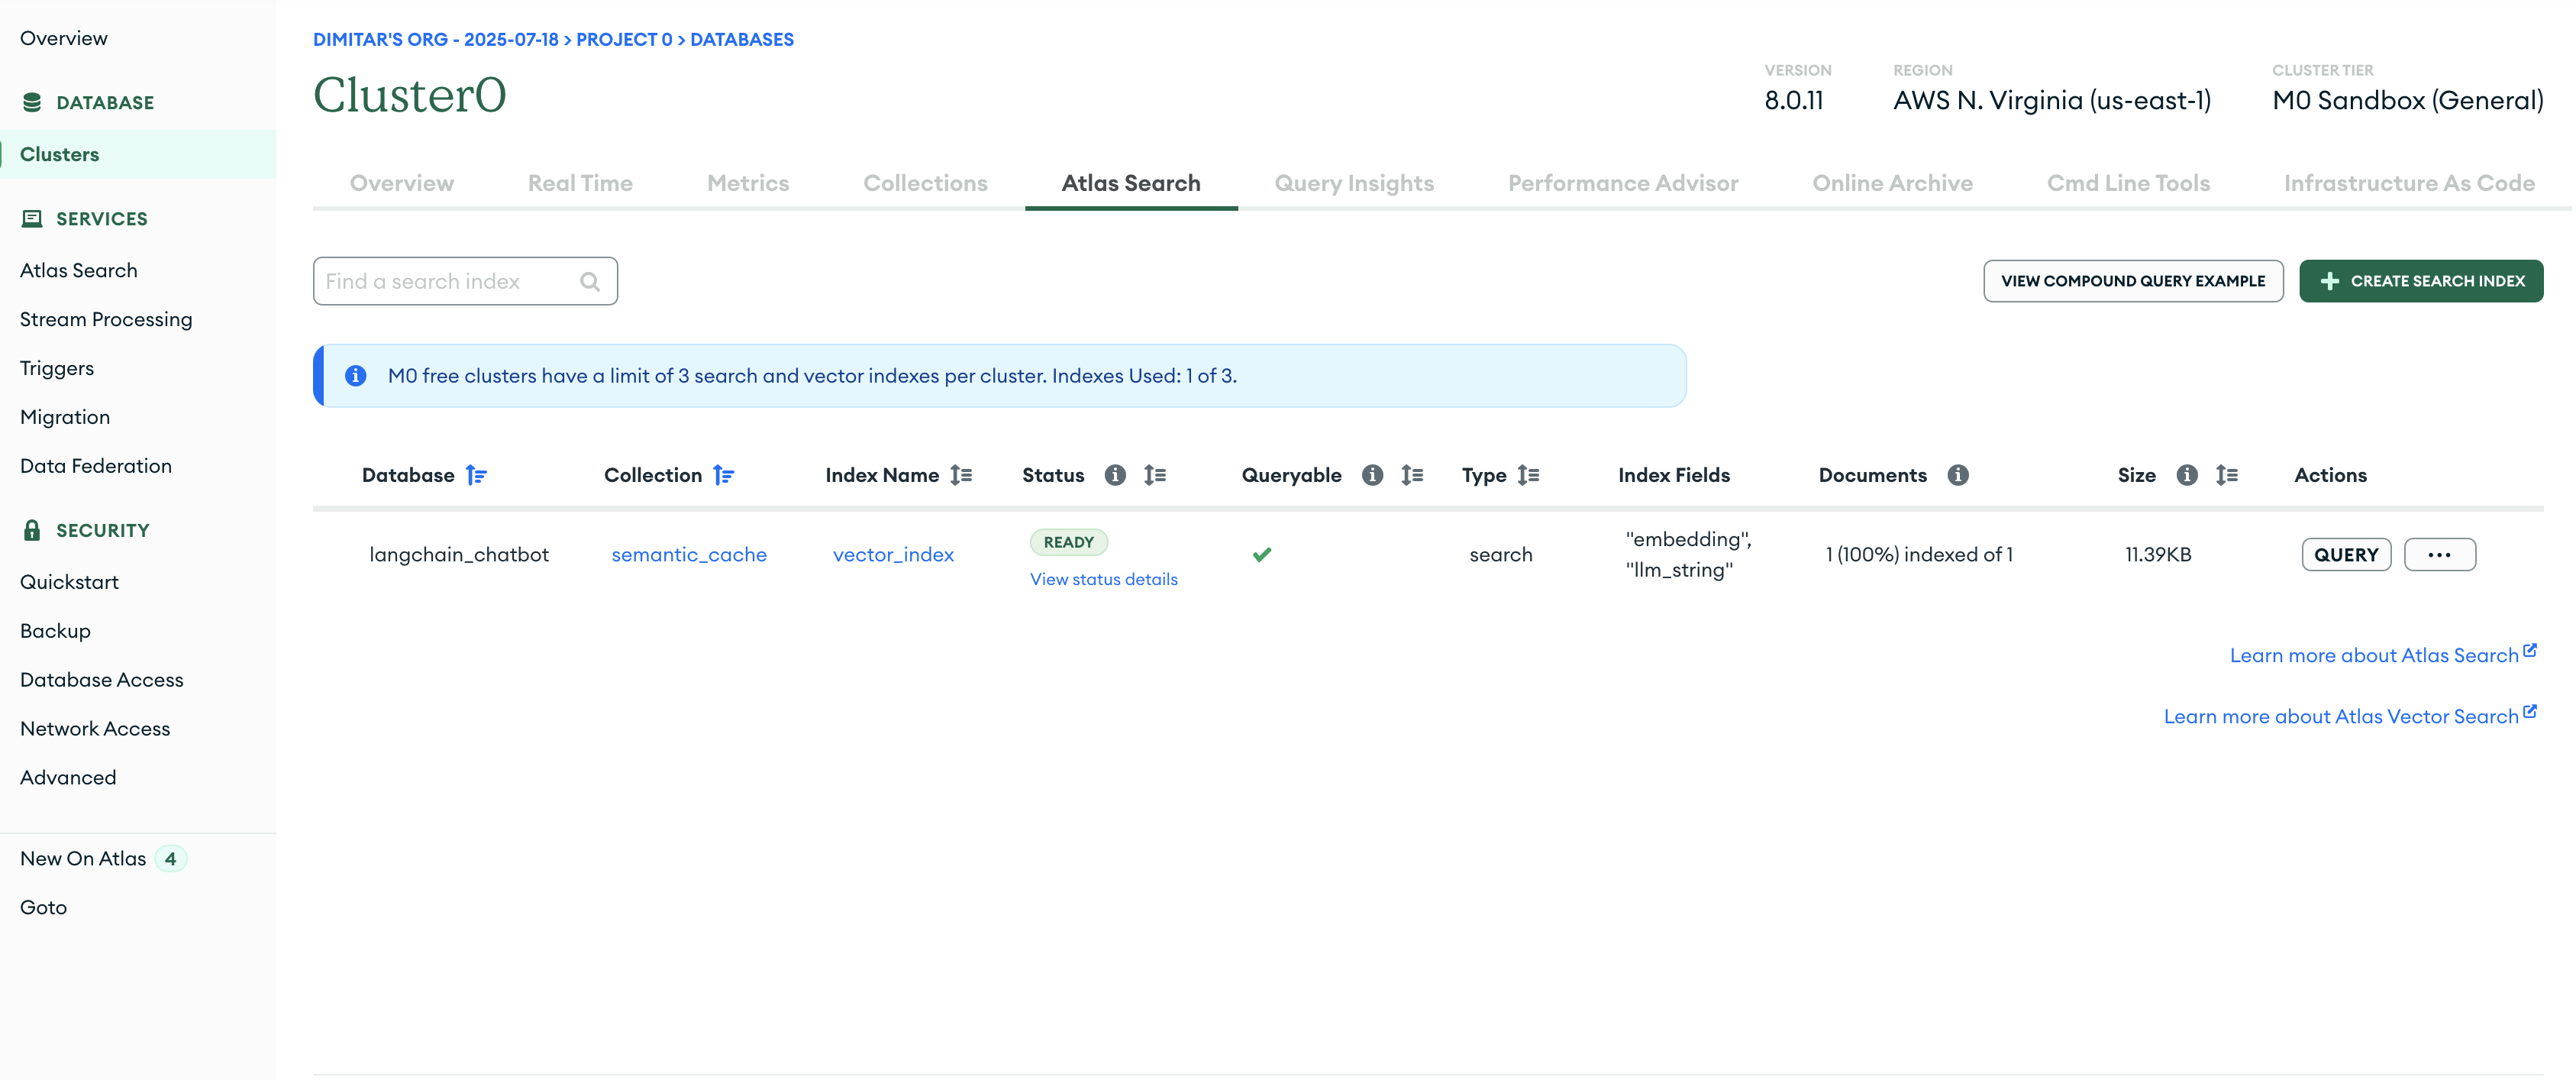 Overview
DATABASE
Clusters
SERVICES
Atlas Search
Stream Processing
Triggers
Migration
Data Federation
SECURITY
Quickstart
Backup
Database Access
Network Access
Advanced
New On Atlas 4
Goto
DIMITAR'S ORG - 2025-07-18 > PROJECT 0 > DATABASES
Cluster0
VERSION REGION CLUSTER TIER
8.0.11 AWS N. Virginia (us-east-1) M0 Sandbox (General)
Overview Real Time Metrics Collections Atlas Search Query Insights Performance Advisor Online Archive Cmd Line Tools Infrastructure As Code
Find a search index VIEW COMPOUND QUERY EXAMPLE CREATE SEARCH INDEX
M0 free clusters have a limit of 3 search and vector indexes per cluster. Indexes Used: 1 of 3.
Database Collection Index Name Status Queryable Type Index Fields Documents Size Actions
langchain_chatbot semantic_cache vector_index READY search "embedding", 1 (100%) indexed of 1 11.39KB QUERY ...
View status details "llm_string"
Learn more about Atlas Search
Learn more about Atlas Vector Search